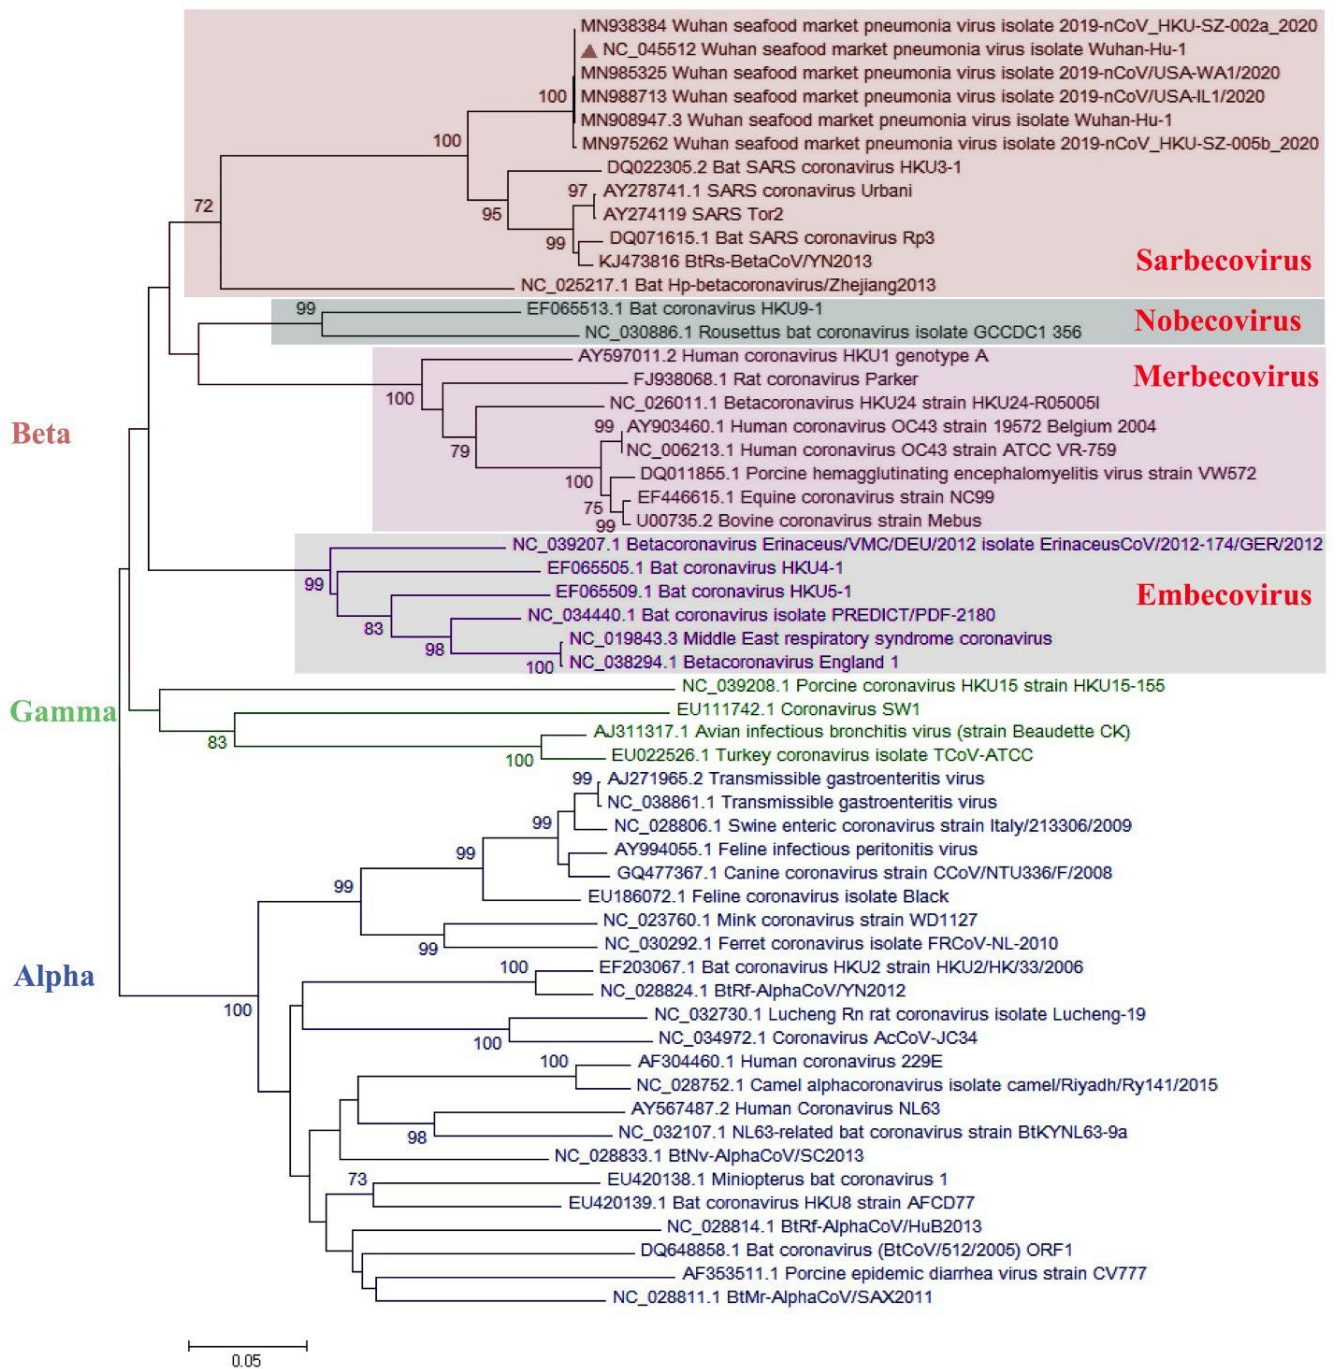 MN938384 Wuhan seafood market pneumonia virus isolate 2019-nCoV_HKU-SZ-002a_2020
NC_045512 Wuhan seafood market pneumonia virus isolate Wuhan-Hu-1
MN985325 Wuhan seafood market pneumonia virus isolate 2019-nCoV/USA-WA1/2020
100 MN988713 Wuhan seafood market pneumonia virus isolate 2019-nCoV/USA-IL1/2020
MN908947.3 Wuhan seafood market pneumonia virus isolate Wuhan-Hu-1
100 MN975262 Wuhan seafood market pneumonia virus isolate 2019-nCoV_HKU-SZ-005b_2020
DQ022305.2 Bat SARS coronavirus HKU3-1
97 AY278741.1 SARS coronavirus Urbani
72 95 AY274119 SARS Tor2
99 DQ071615.1 Bat SARS coronavirus Rp3
KJ473816 BtRs-BetaCoV/YN2013
Sarbecovirus
NC_025217.1 Bat Hp-betacoronavirus/Zhejiang2013
99 EF065513.1 Bat coronavirus HKU9-1
Nobecovirus
NC_030886.1 Rousettus bat coronavirus isolate GCCDC1 356
AY597011.2 Human coronavirus HKU1 genotype A
Merbecovirus
FJ938068.1 Rat coronavirus Parker
100 NC_026011.1 Betacoronavirus HKU24 strain HKU24-R05005I
99 AY903460.1 Human coronavirus OC43 strain 19572 Belgium 2004
Beta
79 NC_006213.1 Human coronavirus OC43 strain ATCC VR-759
100 DQ011855.1 Porcine hemagglutinating encephalomyelitis virus strain VW572
75 EF446615.1 Equine coronavirus strain NC99
99 U00735.2 Bovine coronavirus strain Mebus
NC_039207.1 Betacoronavirus Erinaceus/VMC/DEU/2012 isolate ErinaceusCoV/2012-174/GER/2012
99 EF065505.1 Bat coronavirus HKU4-1
EF065509.1 Bat coronavirus HKU5-1
Embecovirus
83 NC_034440.1 Bat coronavirus isolate PREDICT/PDF-2180
98 NC_019843.3 Middle East respiratory syndrome coronavirus
100 NC_038294.1 Betacoronavirus England 1
NC_039208.1 Porcine coronavirus HKU15 strain HKU15-155
Gamma
EU111742.1 Coronavirus SW1
83 AJ311317.1 Avian infectious bronchitis virus (strain Beaudette CK)
100 EU022526.1 Turkey coronavirus isolate TCoV-ATCC
99 AJ271965.2 Transmissible gastroenteritis virus
NC_038861.1 Transmissible gastroenteritis virus
99 NC_028806.1 Swine enteric coronavirus strain Italy/213306/2009
99 AY994055.1 Feline infectious peritonitis virus
GQ477367.1 Canine coronavirus strain CCoV/NTU336/F/2008
99 EU186072.1 Feline coronavirus isolate Black
NC_023760.1 Mink coronavirus strain WD1127
99 NC_030292.1 Ferret coronavirus isolate FRCoV-NL-2010
Alpha
100 EF203067.1 Bat coronavirus HKU2 strain HKU2/HK/33/2006
NC_028824.1 BtRf-AlphaCoV/YN2012
100 NC_032730.1 Lucheng Rn rat coronavirus isolate Lucheng-19
100 NC_034972.1 Coronavirus AcCoV-JC34
100 AF304460.1 Human coronavirus 229E
NC_028752.1 Camel alphacoronavirus isolate camel/Riyadh/Ry141/2015
AY567487.2 Human Coronavirus NL63
98 NC_032107.1 NL63-related bat coronavirus strain BtKYNL63-9a
NC_028833.1 BtNv-AlphaCoV/SC2013
73 EU420138.1 Miniopterus bat coronavirus 1
EU420139.1 Bat coronavirus HKU8 strain AFCD77
NC_028814.1 BtRf-AlphaCoV/HuB2013
DQ648858.1 Bat coronavirus (BtCoV/512/2005) ORF1
AF353511.1 Porcine epidemic diarrhea virus strain CV777
NC_028811.1 BtMr-AlphaCoV/SAX2011
0.05